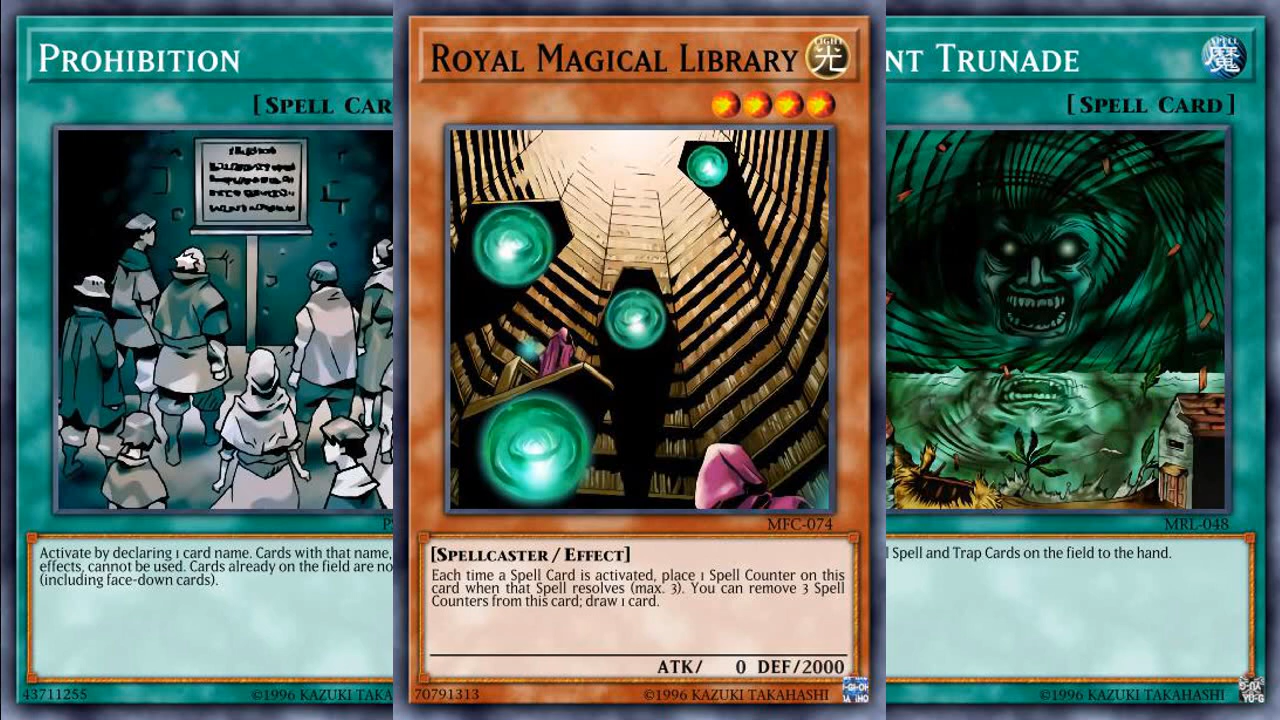 PROHIBITION
[SPELL CAR
Activate by declaring 1 card name. Cards with that name,
effects, cannot be used. Cards already on the field are no
(including face-down cards).
43711255
©1996 KAZUKI TAKA
ROYAL MAGICAL LIBRARY
LIGHT
光
MFC-074
[SPELLCASTER / EFFECT]
Each time a Spell Card is activated, place 1 Spell Counter on this
card when that Spell resolves (max. 3). You can remove 3 Spell
Counters from this card; draw 1 card.
ATK/ 0 DEF/2000
70791313
©1996 KAZUKI TAKAHASHI
NT TRUNADE
SPELL
魔
[SPELL CARD]
MRL-048
l Spell and Trap Cards on the field to the hand.
©1996 KAZUKI TAKAHASHI